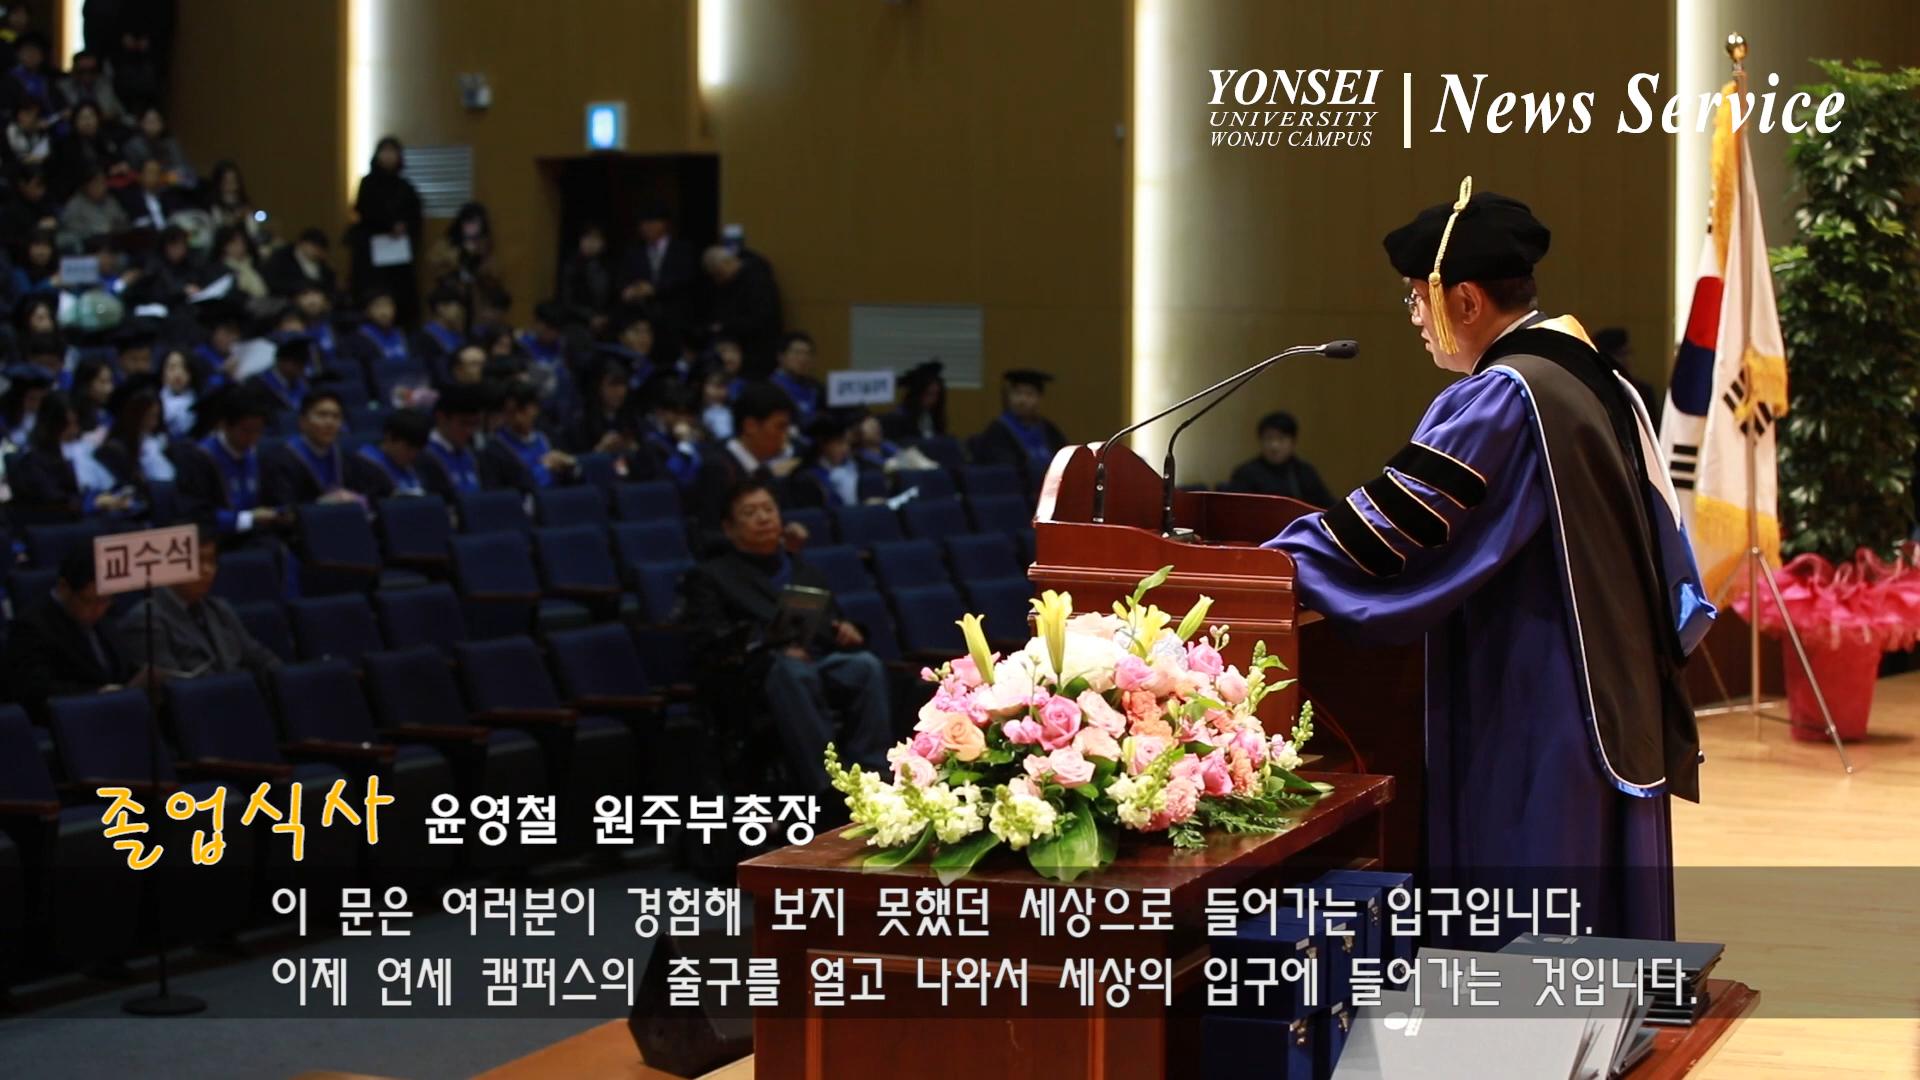 YONSEI
UNIVERSITY
WONJU CAMPUS
News Service
교수석
졸업식사 윤영철 원주부총장
이 문은 여러분이 경험해 보지 못했던 세상으로 들어가는 입구입니다.
이제 연세 캠퍼스의 출구를 열고 나와서 세상의 입구에 들어가는 것입니다.